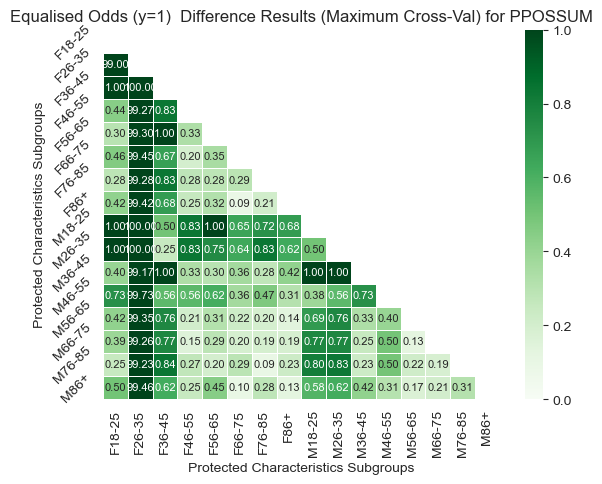 Equalised Odds (y=1)  Difference Results (Maximum Cross-Val) for PPOSSUM
Protected Characteristics Subgroups
F18-25
F26-35 99.00
F36-45 1.00 100.00
F46-55 0.44 99.27 0.83
F56-65 0.30 99.30 1.00 0.33
F66-75 0.46 99.45 0.67 0.20 0.35
F76-85 0.28 99.28 0.83 0.28 0.28 0.29
F86+ 0.42 99.42 0.68 0.25 0.32 0.09 0.21
M18-25 1.00 100.00 0.50 0.83 1.00 0.65 0.72 0.68
M26-35 1.00 100.00 0.25 0.83 0.75 0.64 0.83 0.62 0.50
M36-45 0.40 99.17 1.00 0.33 0.30 0.36 0.28 0.42 1.00 1.00
M46-55 0.73 99.73 0.56 0.56 0.62 0.36 0.47 0.31 0.38 0.56 0.73
M56-65 0.42 99.35 0.76 0.21 0.31 0.22 0.20 0.14 0.69 0.76 0.33 0.40
M66-75 0.39 99.26 0.77 0.15 0.29 0.20 0.19 0.19 0.77 0.77 0.25 0.50 0.13
M76-85 0.25 99.23 0.84 0.27 0.20 0.29 0.09 0.23 0.80 0.83 0.23 0.50 0.22 0.19
M86+ 0.50 99.46 0.62 0.25 0.45 0.10 0.28 0.13 0.58 0.62 0.42 0.31 0.17 0.21 0.31
F18-25 F26-35 F36-45 F46-55 F56-65 F66-75 F76-85 F86+ M18-25 M26-35 M36-45 M46-55 M56-65 M66-75 M76-85 M86+
Protected Characteristics Subgroups
1.0
0.8
0.6
0.4
0.2
0.0